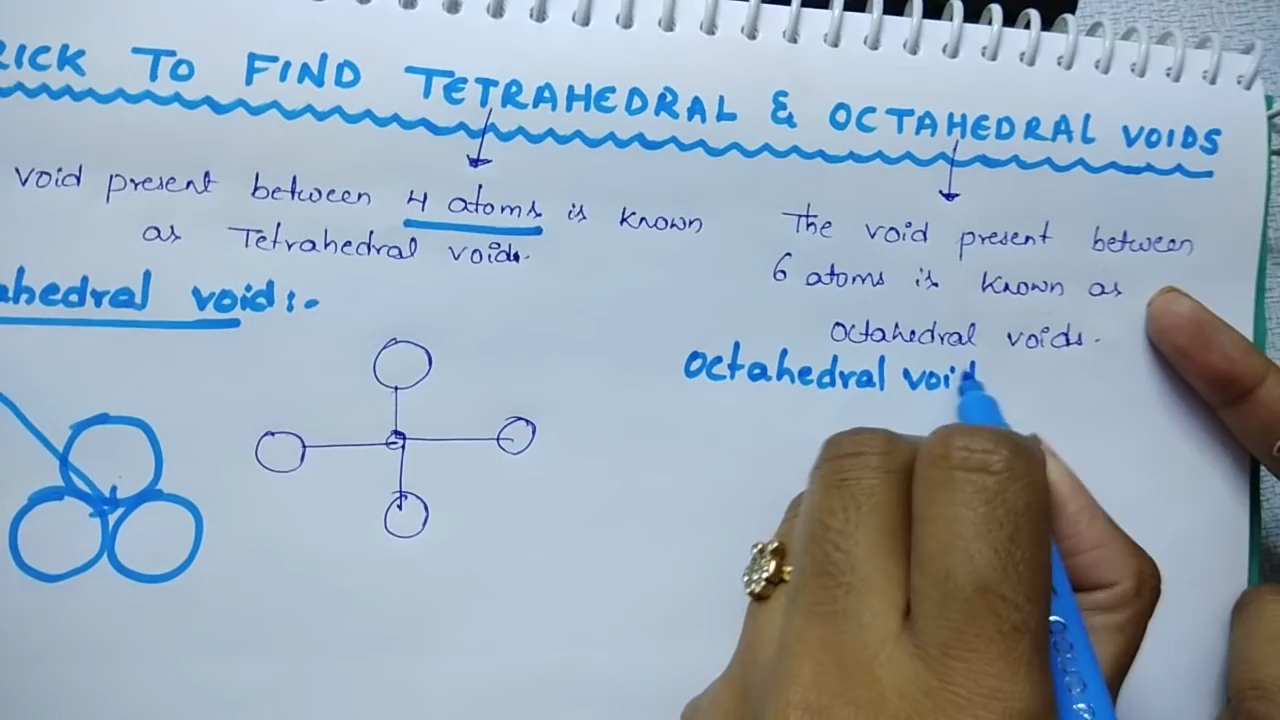 RICK TO FIND TETRAHEDRAL & OCTAHEDRAL VOIDS
void present between 4 atoms is known
as Tetrahedral voids.
ahedral void:-
The void present between
6 atoms is known as
octahedral voids.
Octahedral void